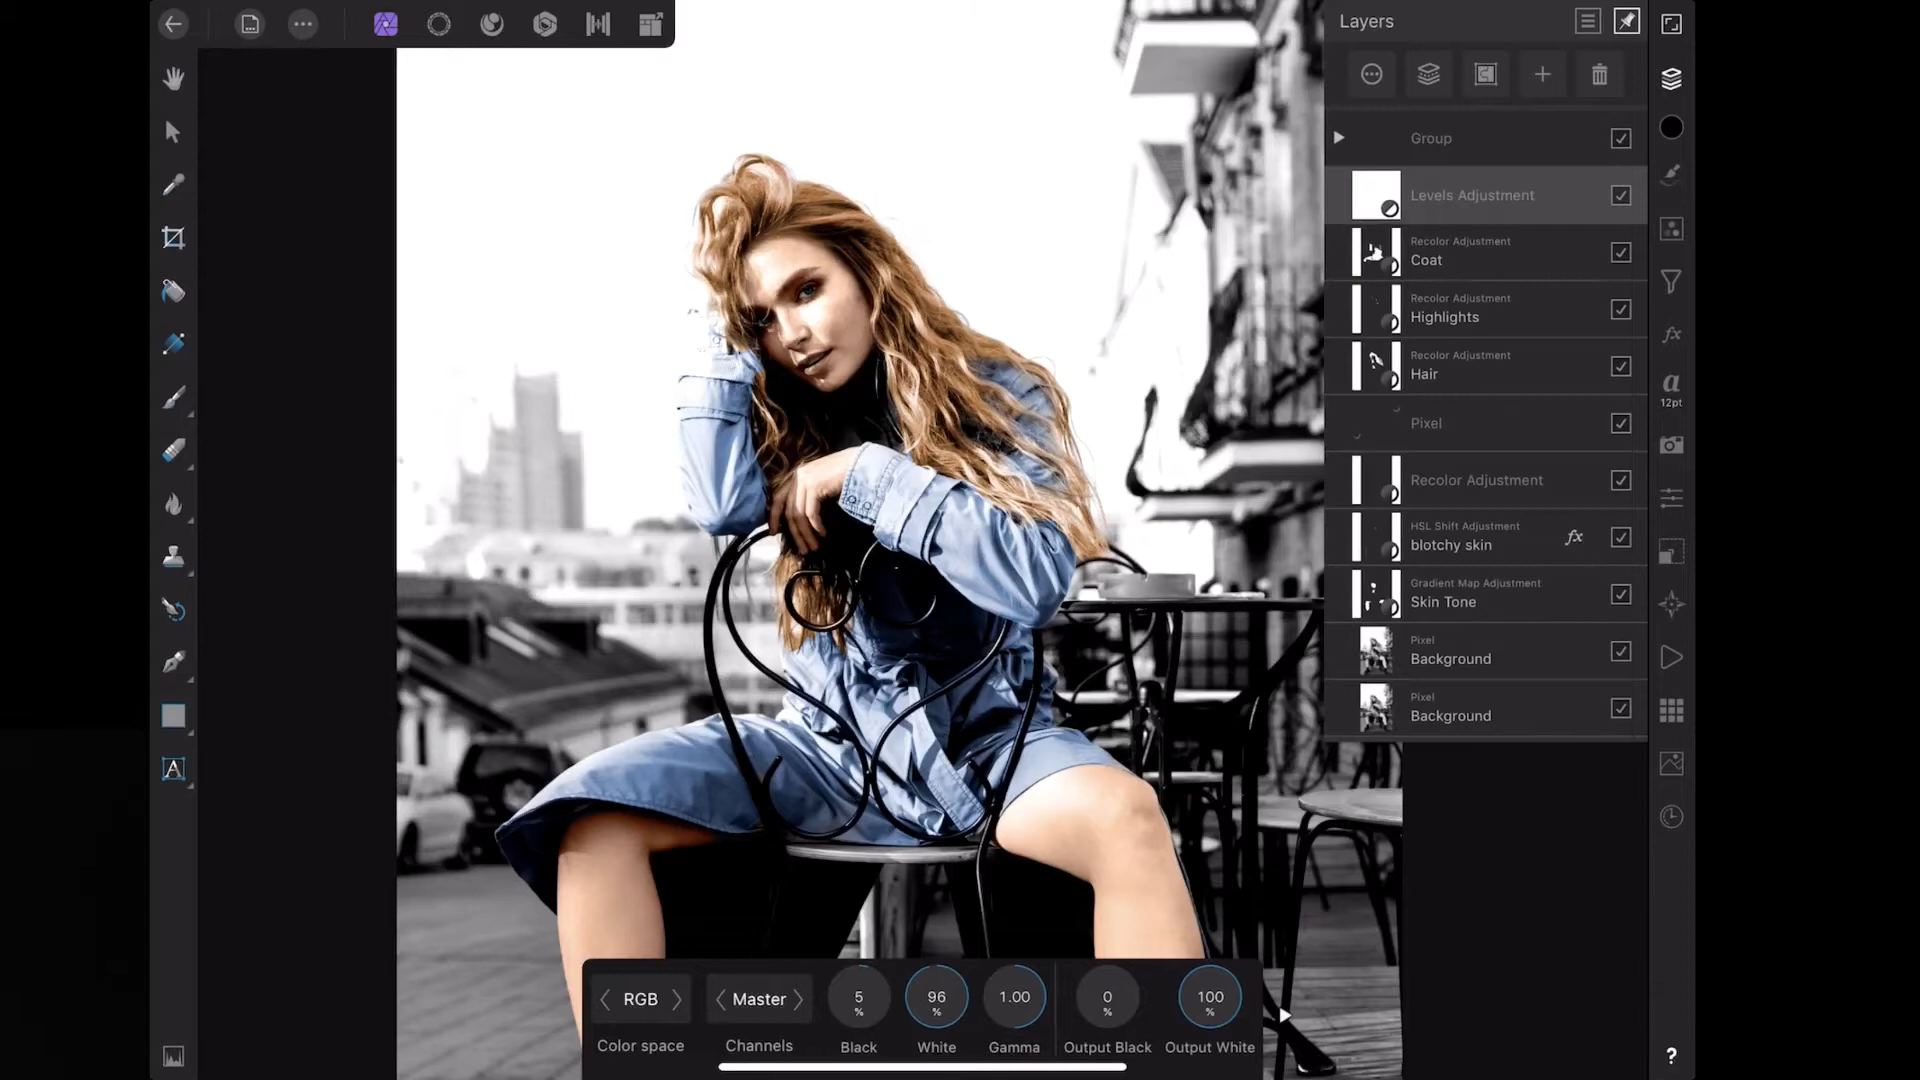 Layers
Group
Levels Adjustment
Recolor Adjustment
Coat
Recolor Adjustment
Highlights
Recolor Adjustment
Hair
Pixel
Recolor Adjustment
HSL Shift Adjustment
blotchy skin
fx
Gradient Map Adjustment
Skin Tone
Pixel
Background
Pixel
Background
fx
a
12pt
?
A
RGB
Color space
Master
Channels
5
%
Black
96
%
White
1.00
Gamma
0
%
Output Black
100
%
Output White